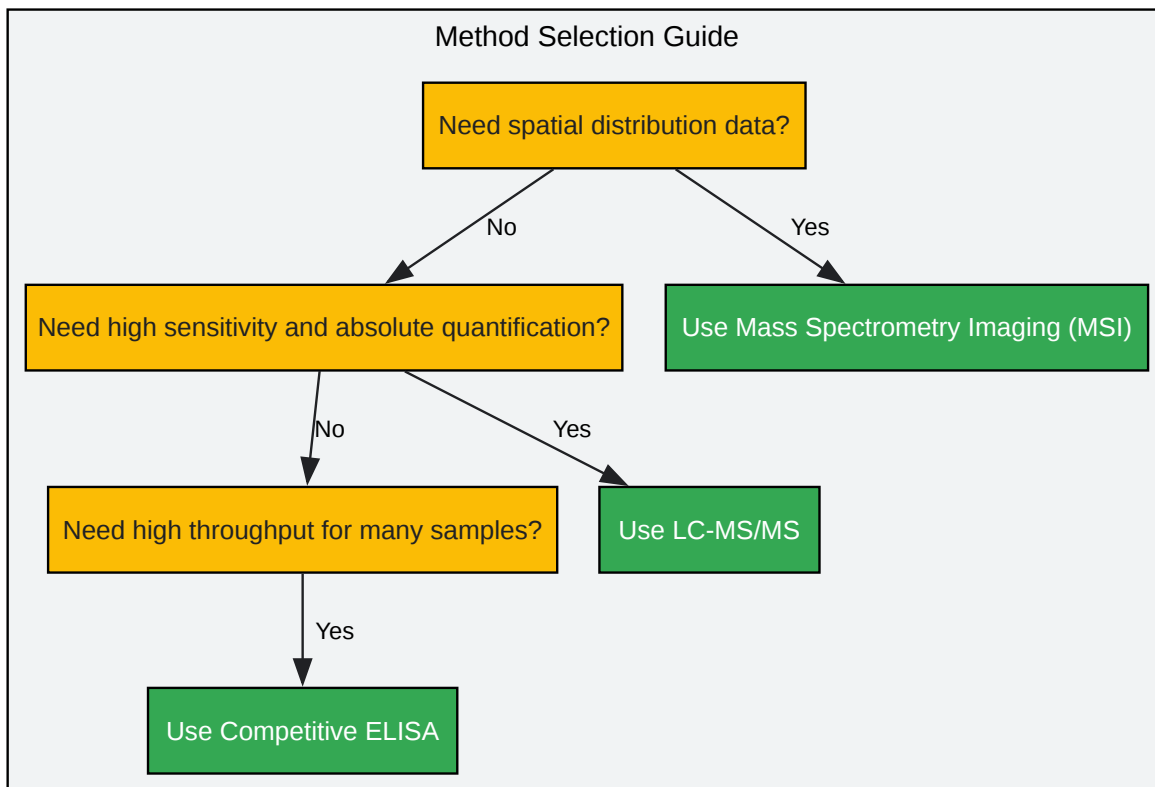 Method Selection Guide
Need spatial distribution data?
No
Yes
Need high sensitivity and absolute quantification?
Use Mass Spectrometry Imaging (MSI)
No
Yes
Need high throughput for many samples?
Use LC-MS/MS
Yes
Use Competitive ELISA